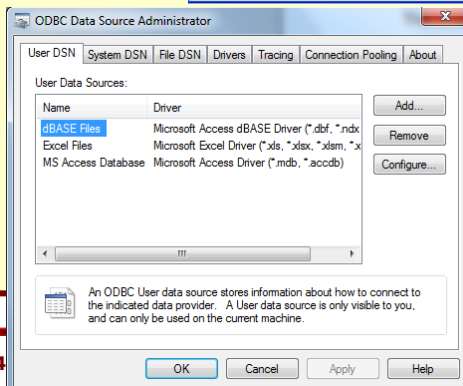 ODBC Data Source Administrator
User DSN System DSN File DSN Drivers Tracing Connection Pooling About
User Data Sources:
Name Driver
Add...
dBASE Files Microsoft Access dBASE Driver (*.dbf, *.ndx
Excel Files Microsoft Excel Driver (*.xls, *.xlsx, *.xlsm, *.x
Remove
MS Access Database Microsoft Access Driver (*.mdb, *.accdb)
Configure...
An ODBC User data source stores information about how to connect to
the indicated data provider. A User data source is only visible to you,
and can only be used on the current machine.
4
OK Cancel Apply Help